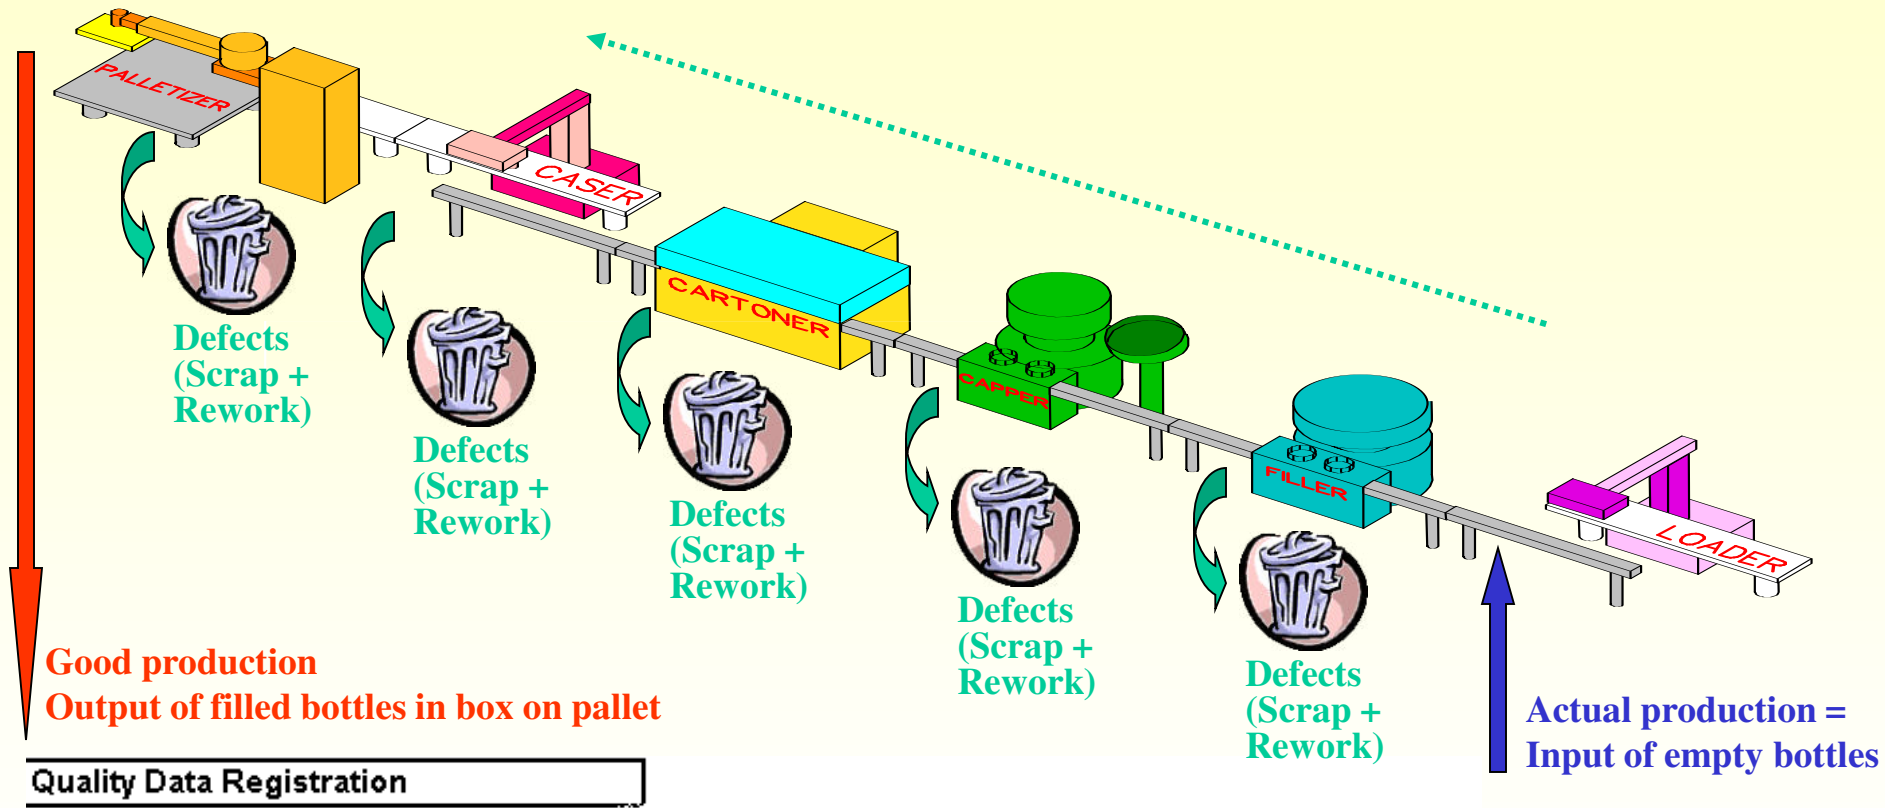 PALLETIZER
CASER
CARTONER
CAPPER
FILLER
LOADER
Defects
(Scrap +
Rework)
Defects
(Scrap +
Rework)
Defects
(Scrap +
Rework)
Defects
(Scrap +
Rework)
Defects
(Scrap +
Rework)
Good production
Output of filled bottles in box on pallet
Actual production =
Input of empty bottles
Quality Data Registration